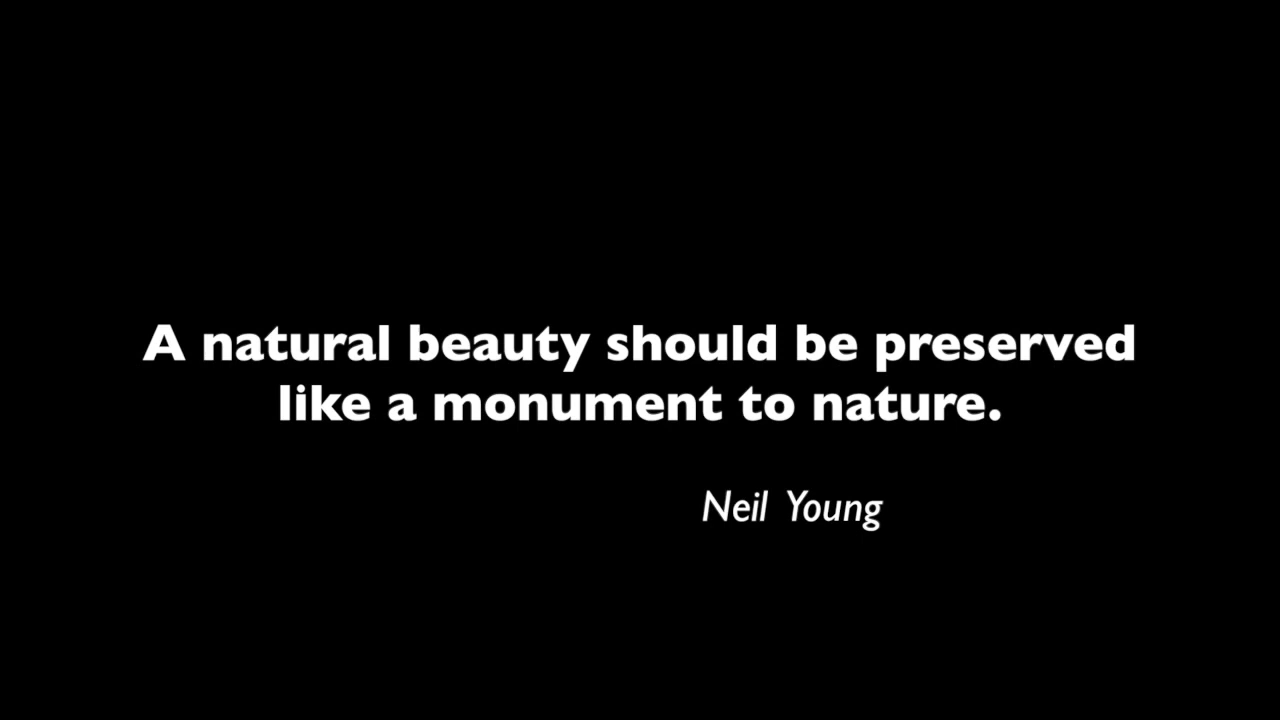 A natural beauty should be preserved
like a monument to nature.
Neil Young